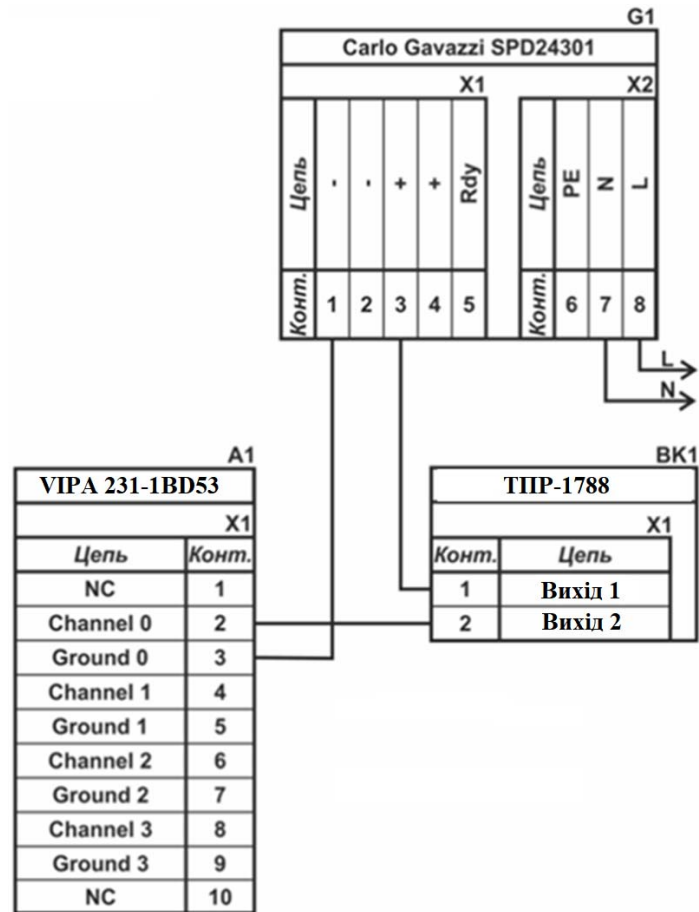 G1
Carlo Gavazzi SPD24301
X1 X2
Цепь - - + + Rdy Цепь PE N L
Конт. 1 2 3 4 5 Конт. 6 7 8
L
N
A1
VIPA 231-1BD53
X1
Цепь Конт.
NC 1
Channel 0 2
Ground 0 3
Channel 1 4
Ground 1 5
Channel 2 6
Ground 2 7
Channel 3 8
Ground 3 9
NC 10
BK1
ТПР-1788
X1
Конт. Цепь
1 Вихід 1
2 Вихід 2